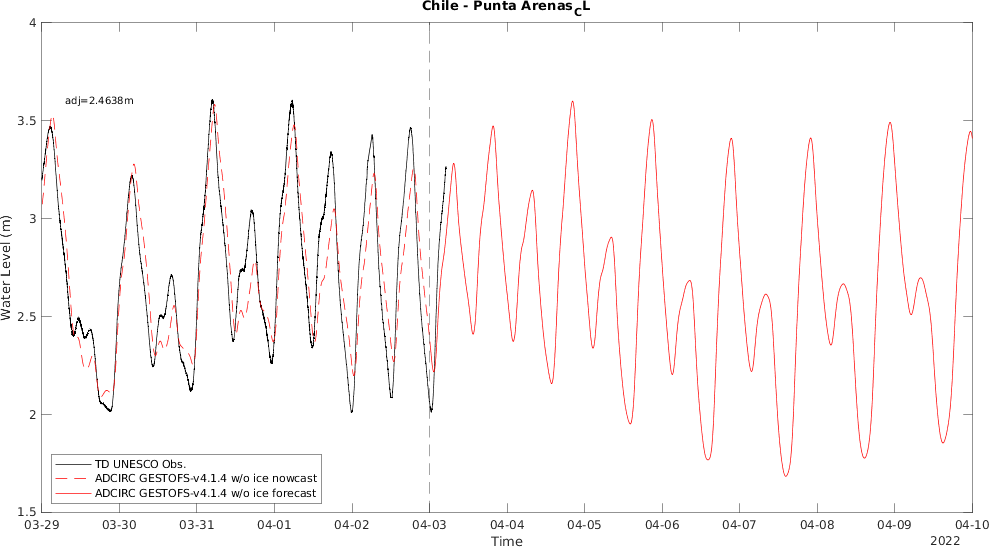 Chile - Punta Arenas_CL
adj=2.4638m
Water Level (m)
4
3.5
3
2.5
2
1.5
TD UNESCO Obs.
ADCIRC GESTOFS-v4.1.4 w/o ice nowcast
ADCIRC GESTOFS-v4.1.4 w/o ice forecast
03-29 03-30 03-31 04-01 04-02 04-03 04-04 04-05 04-06 04-07 04-08 04-09 04-10
Time
2022